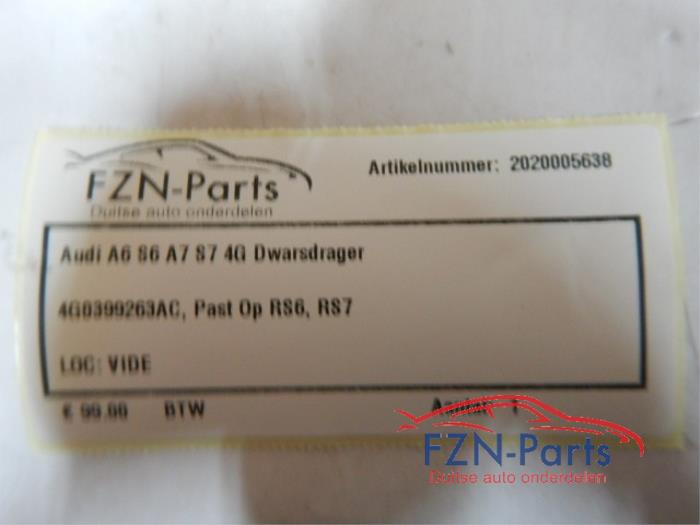 FZN-Parts
Duitse auto onderdelen
Artikelnummer: 2020005638
Audi A6 S6 A7 S7 4G Dwarsdrager
4G0399263AC, Past Op RS6, RS7
LOC: VIDE
€ 99.00 BTW
FZN-Parts
Duitse auto onderdelen